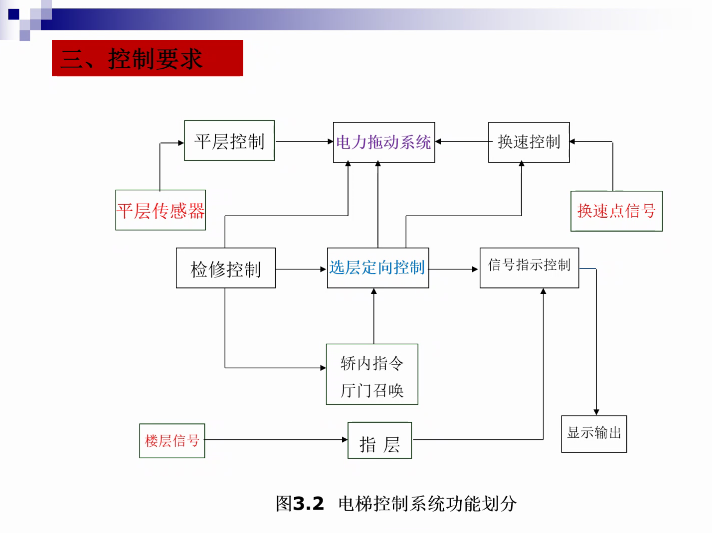 三、控制要求
平层控制
电力拖动系统
换速控制
平层传感器
换速点信号
检修控制
选层定向控制
信号指示控制
轿内指令
厅门召唤
楼层信号
指 层
显示输出
图3.2 电梯控制系统功能划分